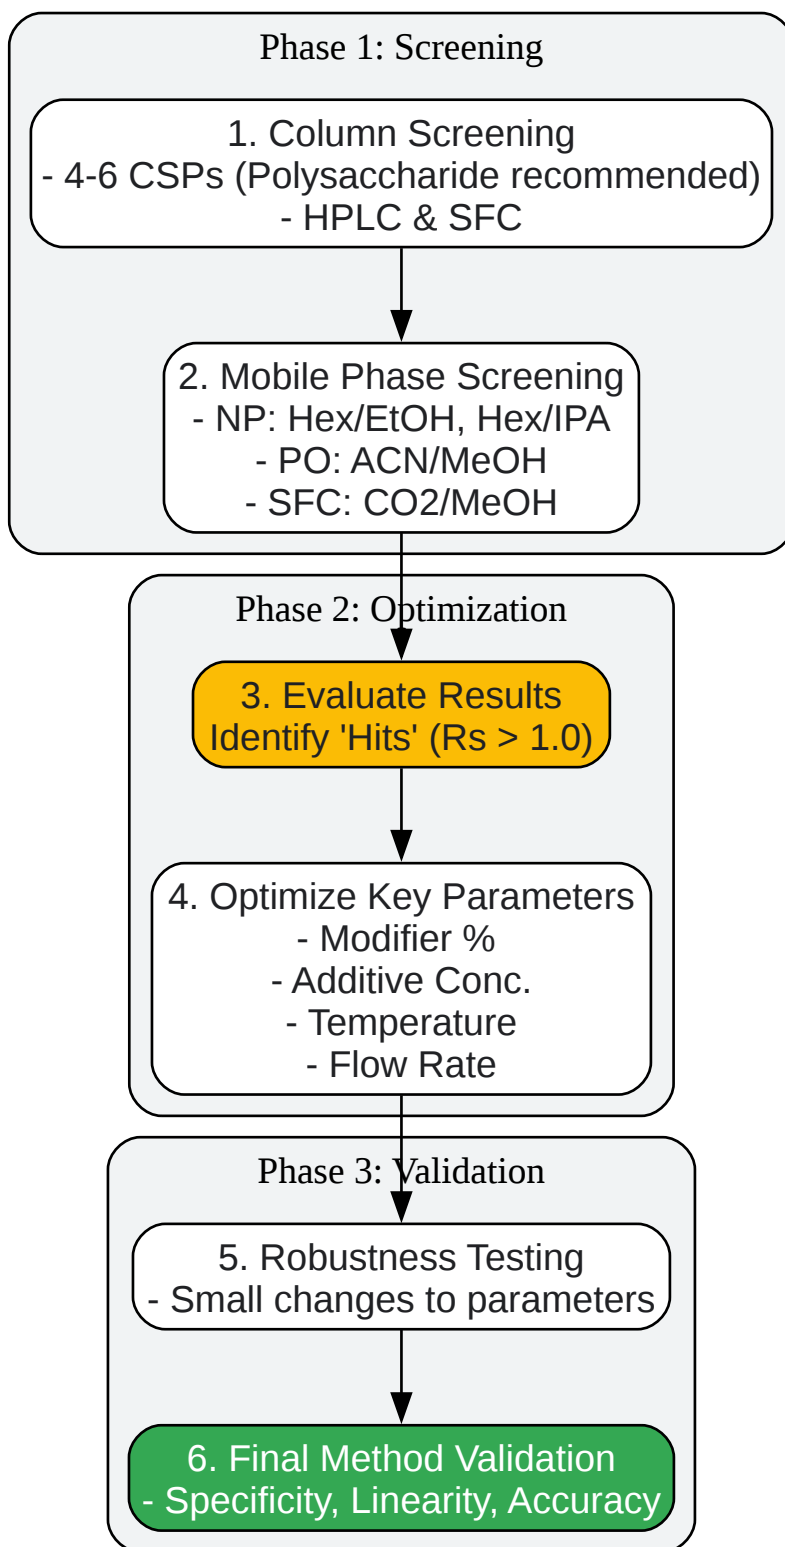 Phase 1: Screening
1. Column Screening
- 4-6 CSPs (Polysaccharide recommended)
- HPLC & SFC
2. Mobile Phase Screening
- NP: Hex/EtOH, Hex/IPA
- PO: ACN/MeOH
- SFC: CO2/MeOH
Phase 2: Optimization
3. Evaluate Results
Identify 'Hits' (Rs > 1.0)
4. Optimize Key Parameters
- Modifier %
- Additive Conc.
- Temperature
- Flow Rate
Phase 3: Validation
5. Robustness Testing
- Small changes to parameters
6. Final Method Validation
- Specificity, Linearity, Accuracy